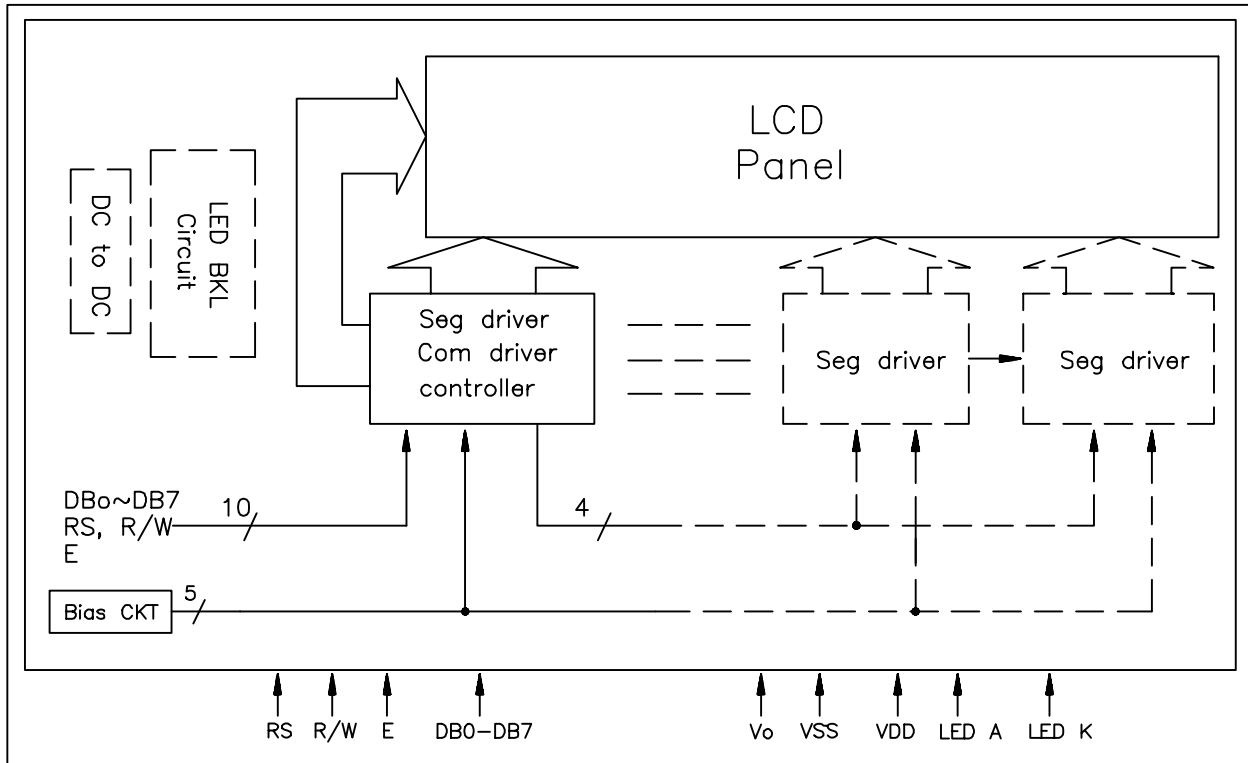 LCD
Panel
DC to DC
LED BKL
Circuit
Seg driver
Com driver
controller
Seg driver
Seg driver
DBo~DB7
RS, R/W
E
10
4
Bias CKT
5
RS
R/W
E
DB0-DB7
Vo
VSS
VDD
LED A
LED K